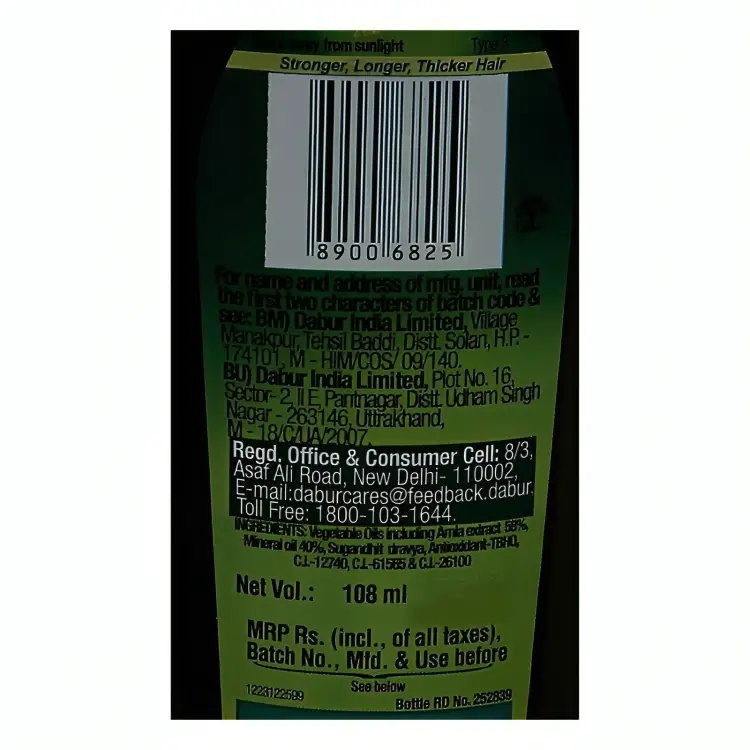 away from sunlight Type-
Stronger, Longer, Thicker Hair
8900 6825
For name and address of mfg. unit, read
the first two characters of batch code &
see: BM) Dabur India Limited, Village
Manakpur, Tehsil Baddi, Distt. Solan, H.P. -
174101, M - HIM/COS/ 09/140.
BU) Dabur India Limited, Plot No. 16,
Sector- 2, II E, Pantnagar, Distt. Udham Singh
Nagar - 263146, Uttrakhand,
M - 18/C/UA/2007.
Regd. Office & Consumer Cell: 8/3,
Asaf Ali Road, New Delhi- 110002,
E-mail:daburcares@feedback.dabur.
Toll Free: 1800-103-1644.
INGREDIENTS: Vegetable Oils including Amla extract 58%,
Mineral oil 40%, Sugandhit dravya, Antioxidant-TBHQ,
C.I.-12740, C.I.-61565 & C.I.-26100
Net Vol.: 108 ml
MRP Rs. (incl., of all taxes),
Batch No., Mfd. & Use before
See below
1223122599 Bottle RD No. 252839